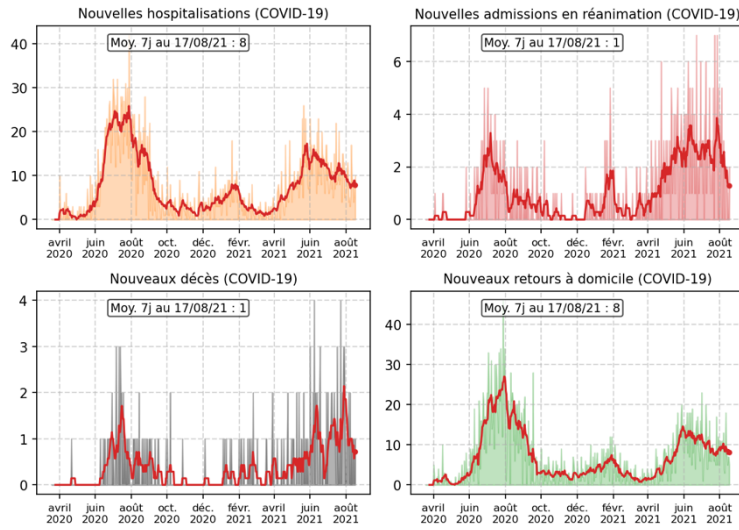 Nouvelles hospitalisations (COVID-19)
Moy. 7j au 17/08/21 : 8
40
30
20
10
0
avril juin août oct. déc. févr. avril juin août
2020 2020 2020 2020 2020 2021 2021 2021 2021
Nouvelles admissions en réanimation (COVID-19)
Moy. 7j au 17/08/21 : 1
6
4
2
0
avril juin août oct. déc. févr. avril juin août
2020 2020 2020 2020 2020 2021 2021 2021 2021
Nouveaux décès (COVID-19)
Moy. 7j au 17/08/21 : 1
4
3
2
1
0
avril juin août oct. déc. févr. avril juin août
2020 2020 2020 2020 2020 2021 2021 2021 2021
Nouveaux retours à domicile (COVID-19)
Moy. 7j au 17/08/21 : 8
40
30
20
10
0
avril juin août oct. déc. févr. avril juin août
2020 2020 2020 2020 2020 2021 2021 2021 2021